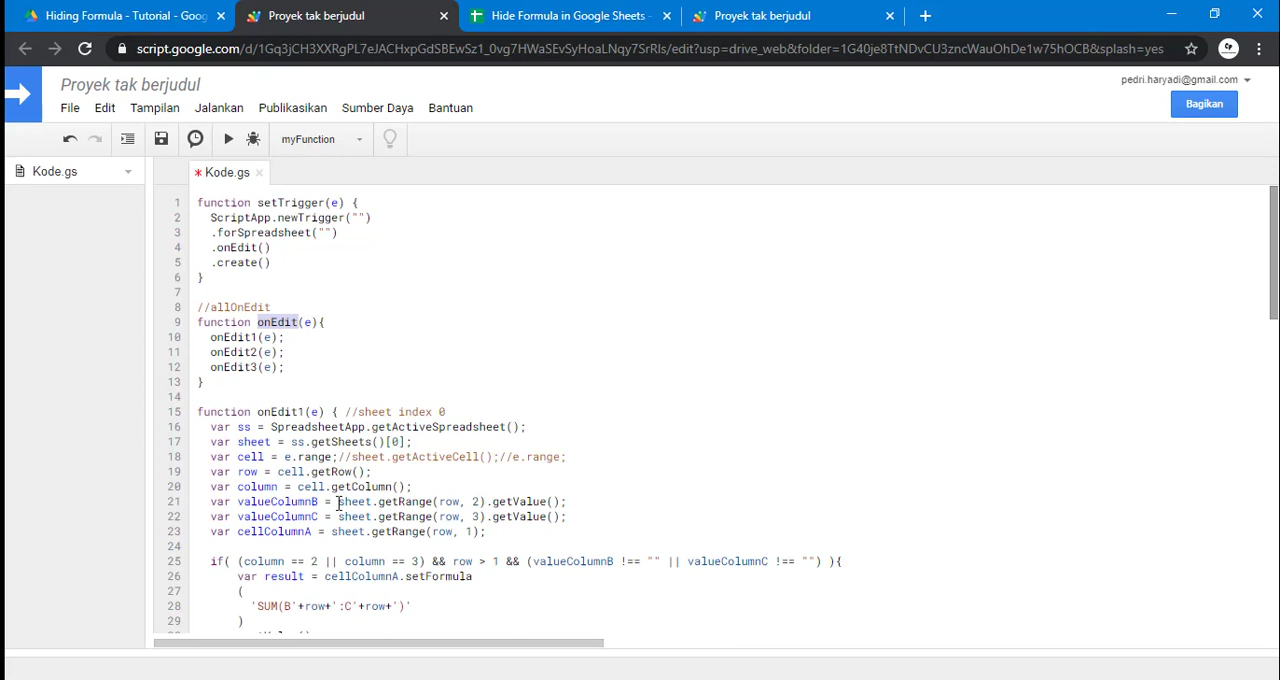 Hiding Formula - Tutorial - Goog
Proyek tak berjudul
Hide Formula in Google Sheets -
Proyek tak berjudul
script.google.com/d/1Gq3jCH3XXRgPL7eJACHxpGdSBEwSz1_0vg7HWaSEvSyHoaLNqy7SrRls/edit?usp=drive_web&folder=1G40je8TtNDvCU3zncWauOhDe1w75hOCB&splash=yes
Proyek tak berjudul
pedri.haryadi@gmail.com
File Edit Tampilan Jalankan Publikasikan Sumber Daya Bantuan
Bagikan
myFunction
Kode.gs
* Kode.gs
1 function setTrigger(e) {
2 ScriptApp.newTrigger("")
3 .forSpreadsheet("")
4 .onEdit()
5 .create()
6 }
7
8 //allOnEdit
9 function onEdit(e){
10 onEdit1(e);
11 onEdit2(e);
12 onEdit3(e);
13 }
14
15 function onEdit1(e) { //sheet index 0
16 var ss = SpreadsheetApp.getActiveSpreadsheet();
17 var sheet = ss.getSheets()[0];
18 var cell = e.range;//sheet.getActiveCell();//e.range;
19 var row = cell.getRow();
20 var column = cell.getColumn();
21 var valueColumnB = sheet.getRange(row, 2).getValue();
22 var valueColumnC = sheet.getRange(row, 3).getValue();
23 var cellColumnA = sheet.getRange(row, 1);
24
25 if( (column == 2 || column == 3) && row > 1 && (valueColumnB !== "" || valueColumnC !== "") ){
26 var result = cellColumnA.setFormula
27 (
28 'SUM(B'+row+':C'+row+')'
29 )